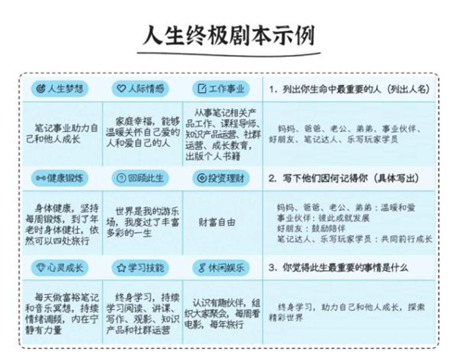 人生终极剧本示例
人生梦想
人际情感
工作事业
1. 列出你生命中最重要的人（列出人名）
笔记事业助力自
己和他人成长
家庭幸福，能够
温暖关怀自己爱的
人和爱自己的人
从事笔记相关产
品工作、课程导师、
知识产品运营、社群
运营、成长教育，
出版个人书籍
妈妈、爸爸、老公、弟弟、事业伙伴、
好朋友、笔记达人、乐写玩家学员
健康锻炼
回顾此生
投资理财
2. 写下他们因何记得你（具体写出）
身体健康，坚持
每周锻炼，到了年
老时身体健壮，依
然可以四处旅行
世界是我的游乐
场，我度过了丰富
多彩的一生
财富自由
妈妈、爸爸、老公、弟弟：温暖和爱
事业伙伴：彼此成就发展
好朋友：鼓励陪伴
笔记达人、乐写玩家学员：共同前行成长
心灵成长
学习技能
休闲娱乐
3. 你觉得此生最重要的事情是什么
每天做富裕笔记
和音乐冥想，持续
情绪调频，内在宁
静有力量
终身学习，持续
学习阅读、讲课、
写作、观影、知识
产品和社群运营
认识有趣伙伴，组
织大家聚会，每周看
电影，每年旅行
终身学习，助力自己和他人成长，探索
精彩世界